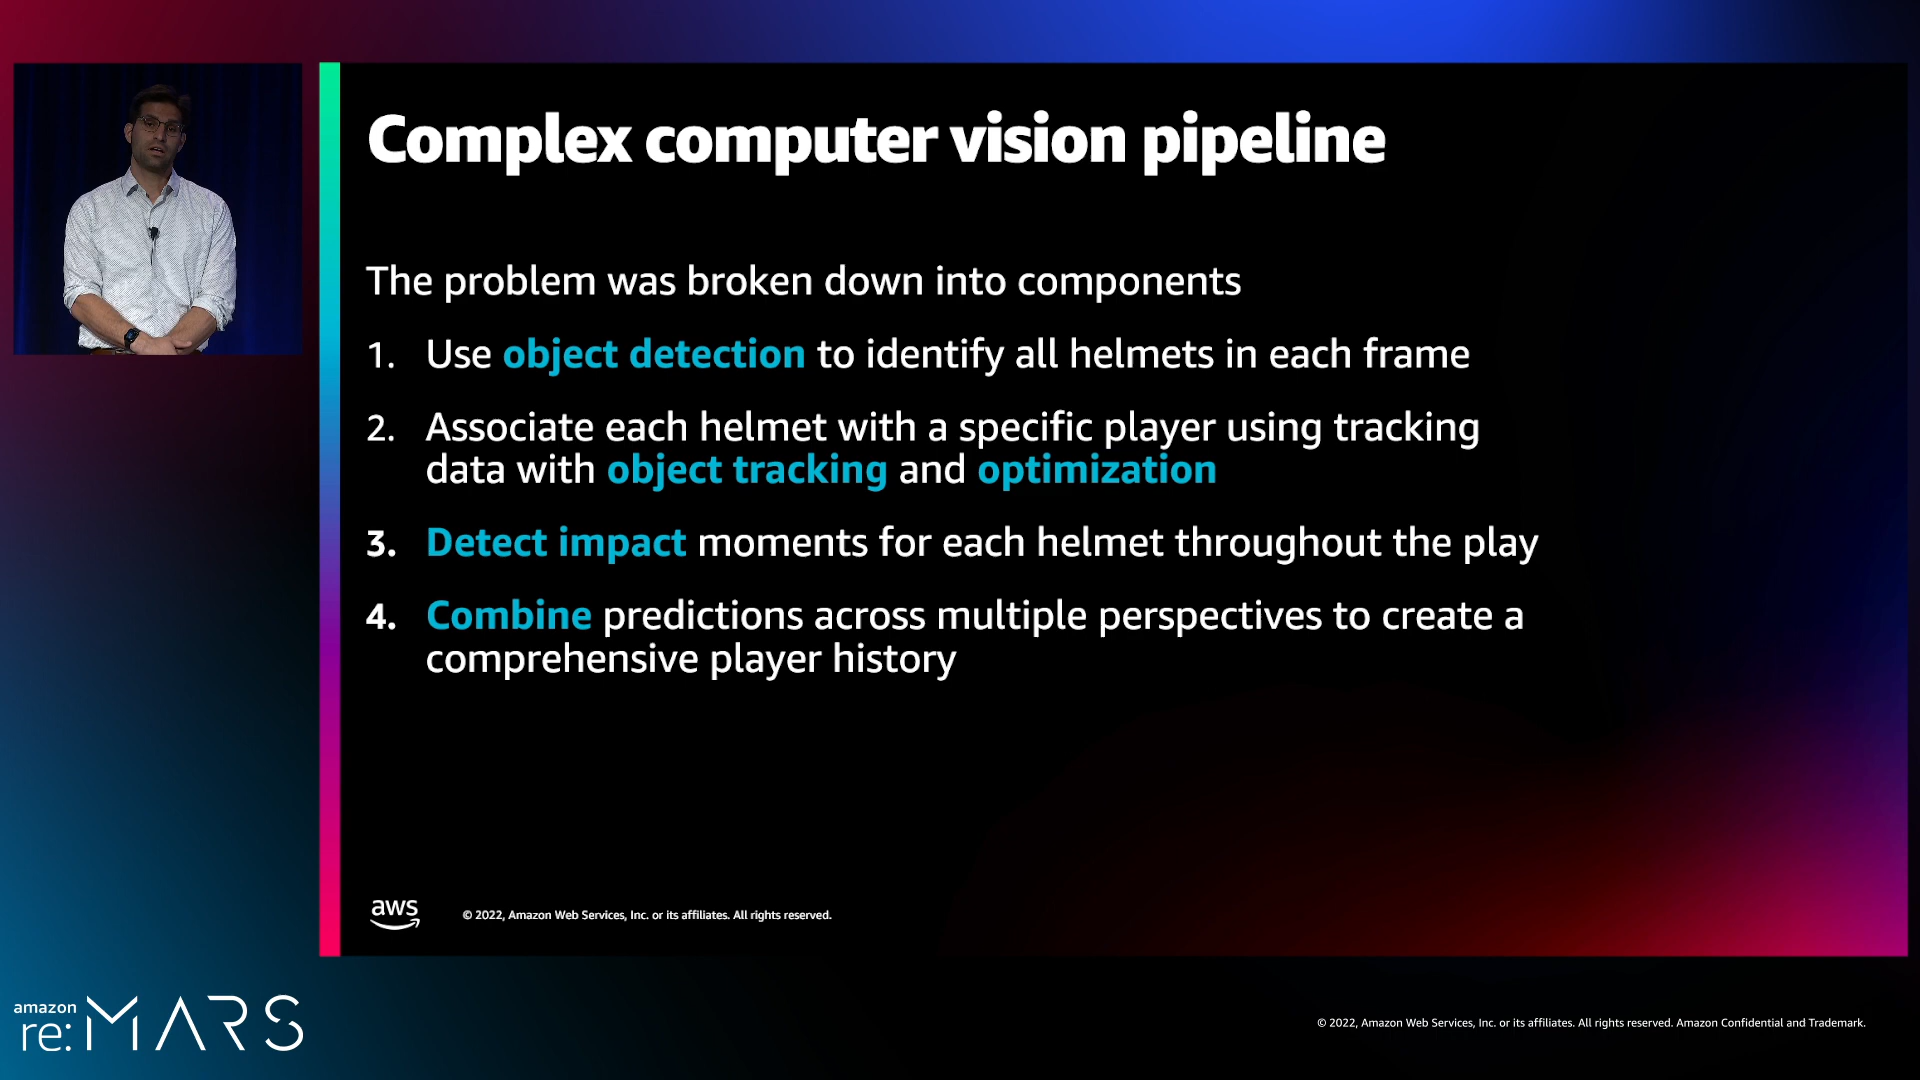 Complex computer vision pipeline
The problem was broken down into components
1. Use object detection to identify all helmets in each frame
2. Associate each helmet with a specific player using tracking
data with object tracking and optimization
3. Detect impact moments for each helmet throughout the play
4. Combine predictions across multiple perspectives to create a
comprehensive player history
aws
© 2022, Amazon Web Services, Inc. or its affiliates. All rights reserved.
amazon
re:MARS
© 2022, Amazon Web Services, Inc. or its affiliates. All rights reserved. Amazon Confidential and Trademark.